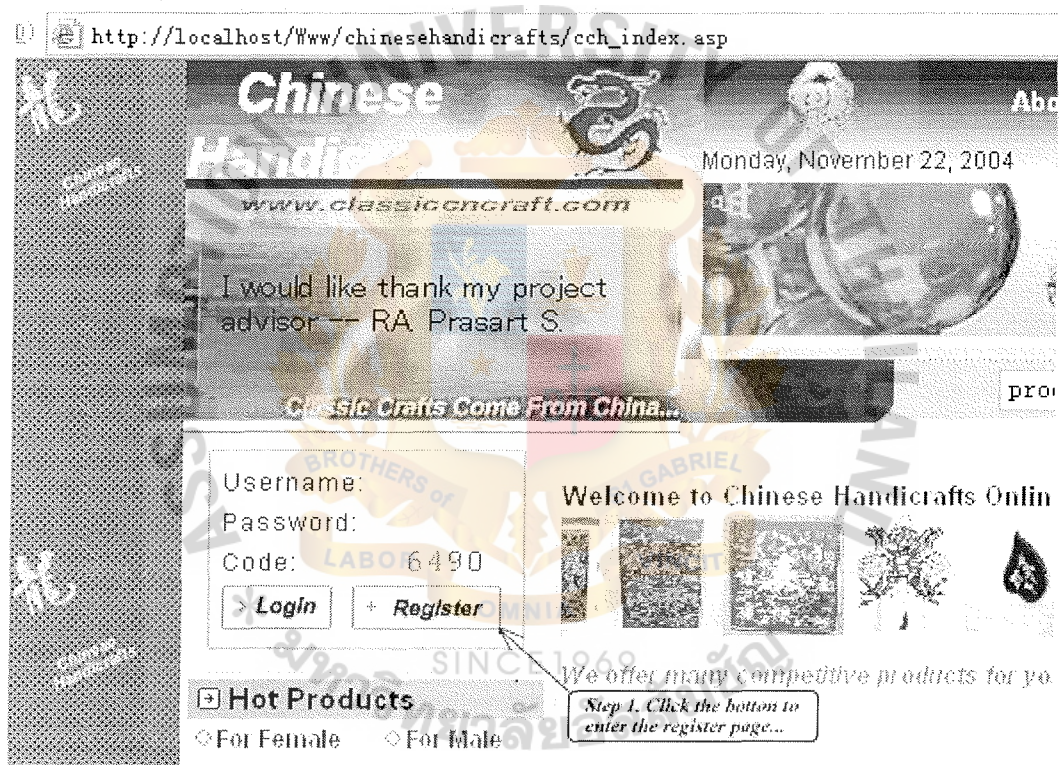 http://localhost/Www/chinesehandicrafts/cch_index.asp
Chinese
Abo
Monday, November 22, 2004
www.classiccncraft.com
I would like thank my project
advisor -- RA. Prasart S.
Classic Crafts Come From China...
pro
Username:
Password:
Code: 6490
> Login + Register
Welcome to Chinese Handicrafts Onlin
We offer many competitive products for yo
Step 1. Click the botton to
enter the register page...
Hot Products
For Female For Male
BROTHERS of GABRIEL
LABOR OMNIA
SINCE 1969